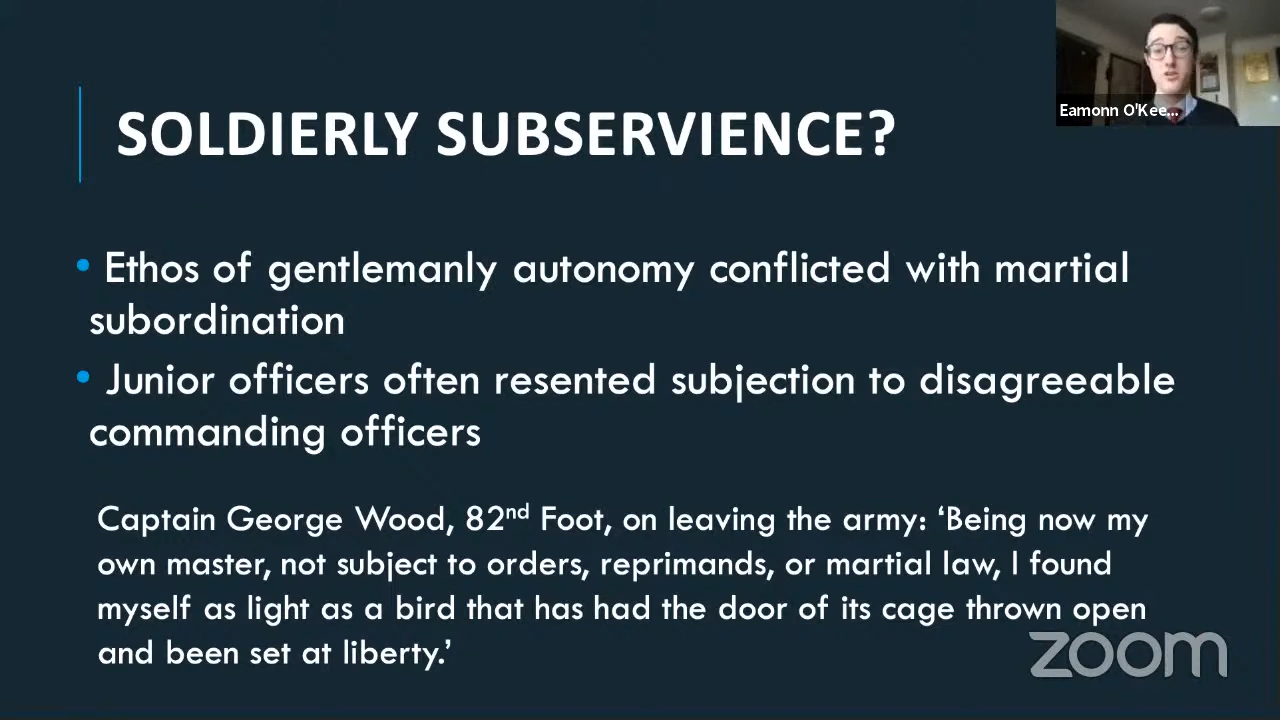 Eamonn O'Kee...
SOLDIERLY SUBSERVIENCE?
• Ethos of gentlemanly autonomy conflicted with martial
subordination
• Junior officers often resented subjection to disagreeable
commanding officers
Captain George Wood, 82nd Foot, on leaving the army: ‘Being now my
own master, not subject to orders, reprimands, or martial law, I found
myself as light as a bird that has had the door of its cage thrown open
and been set at liberty.’
zoom